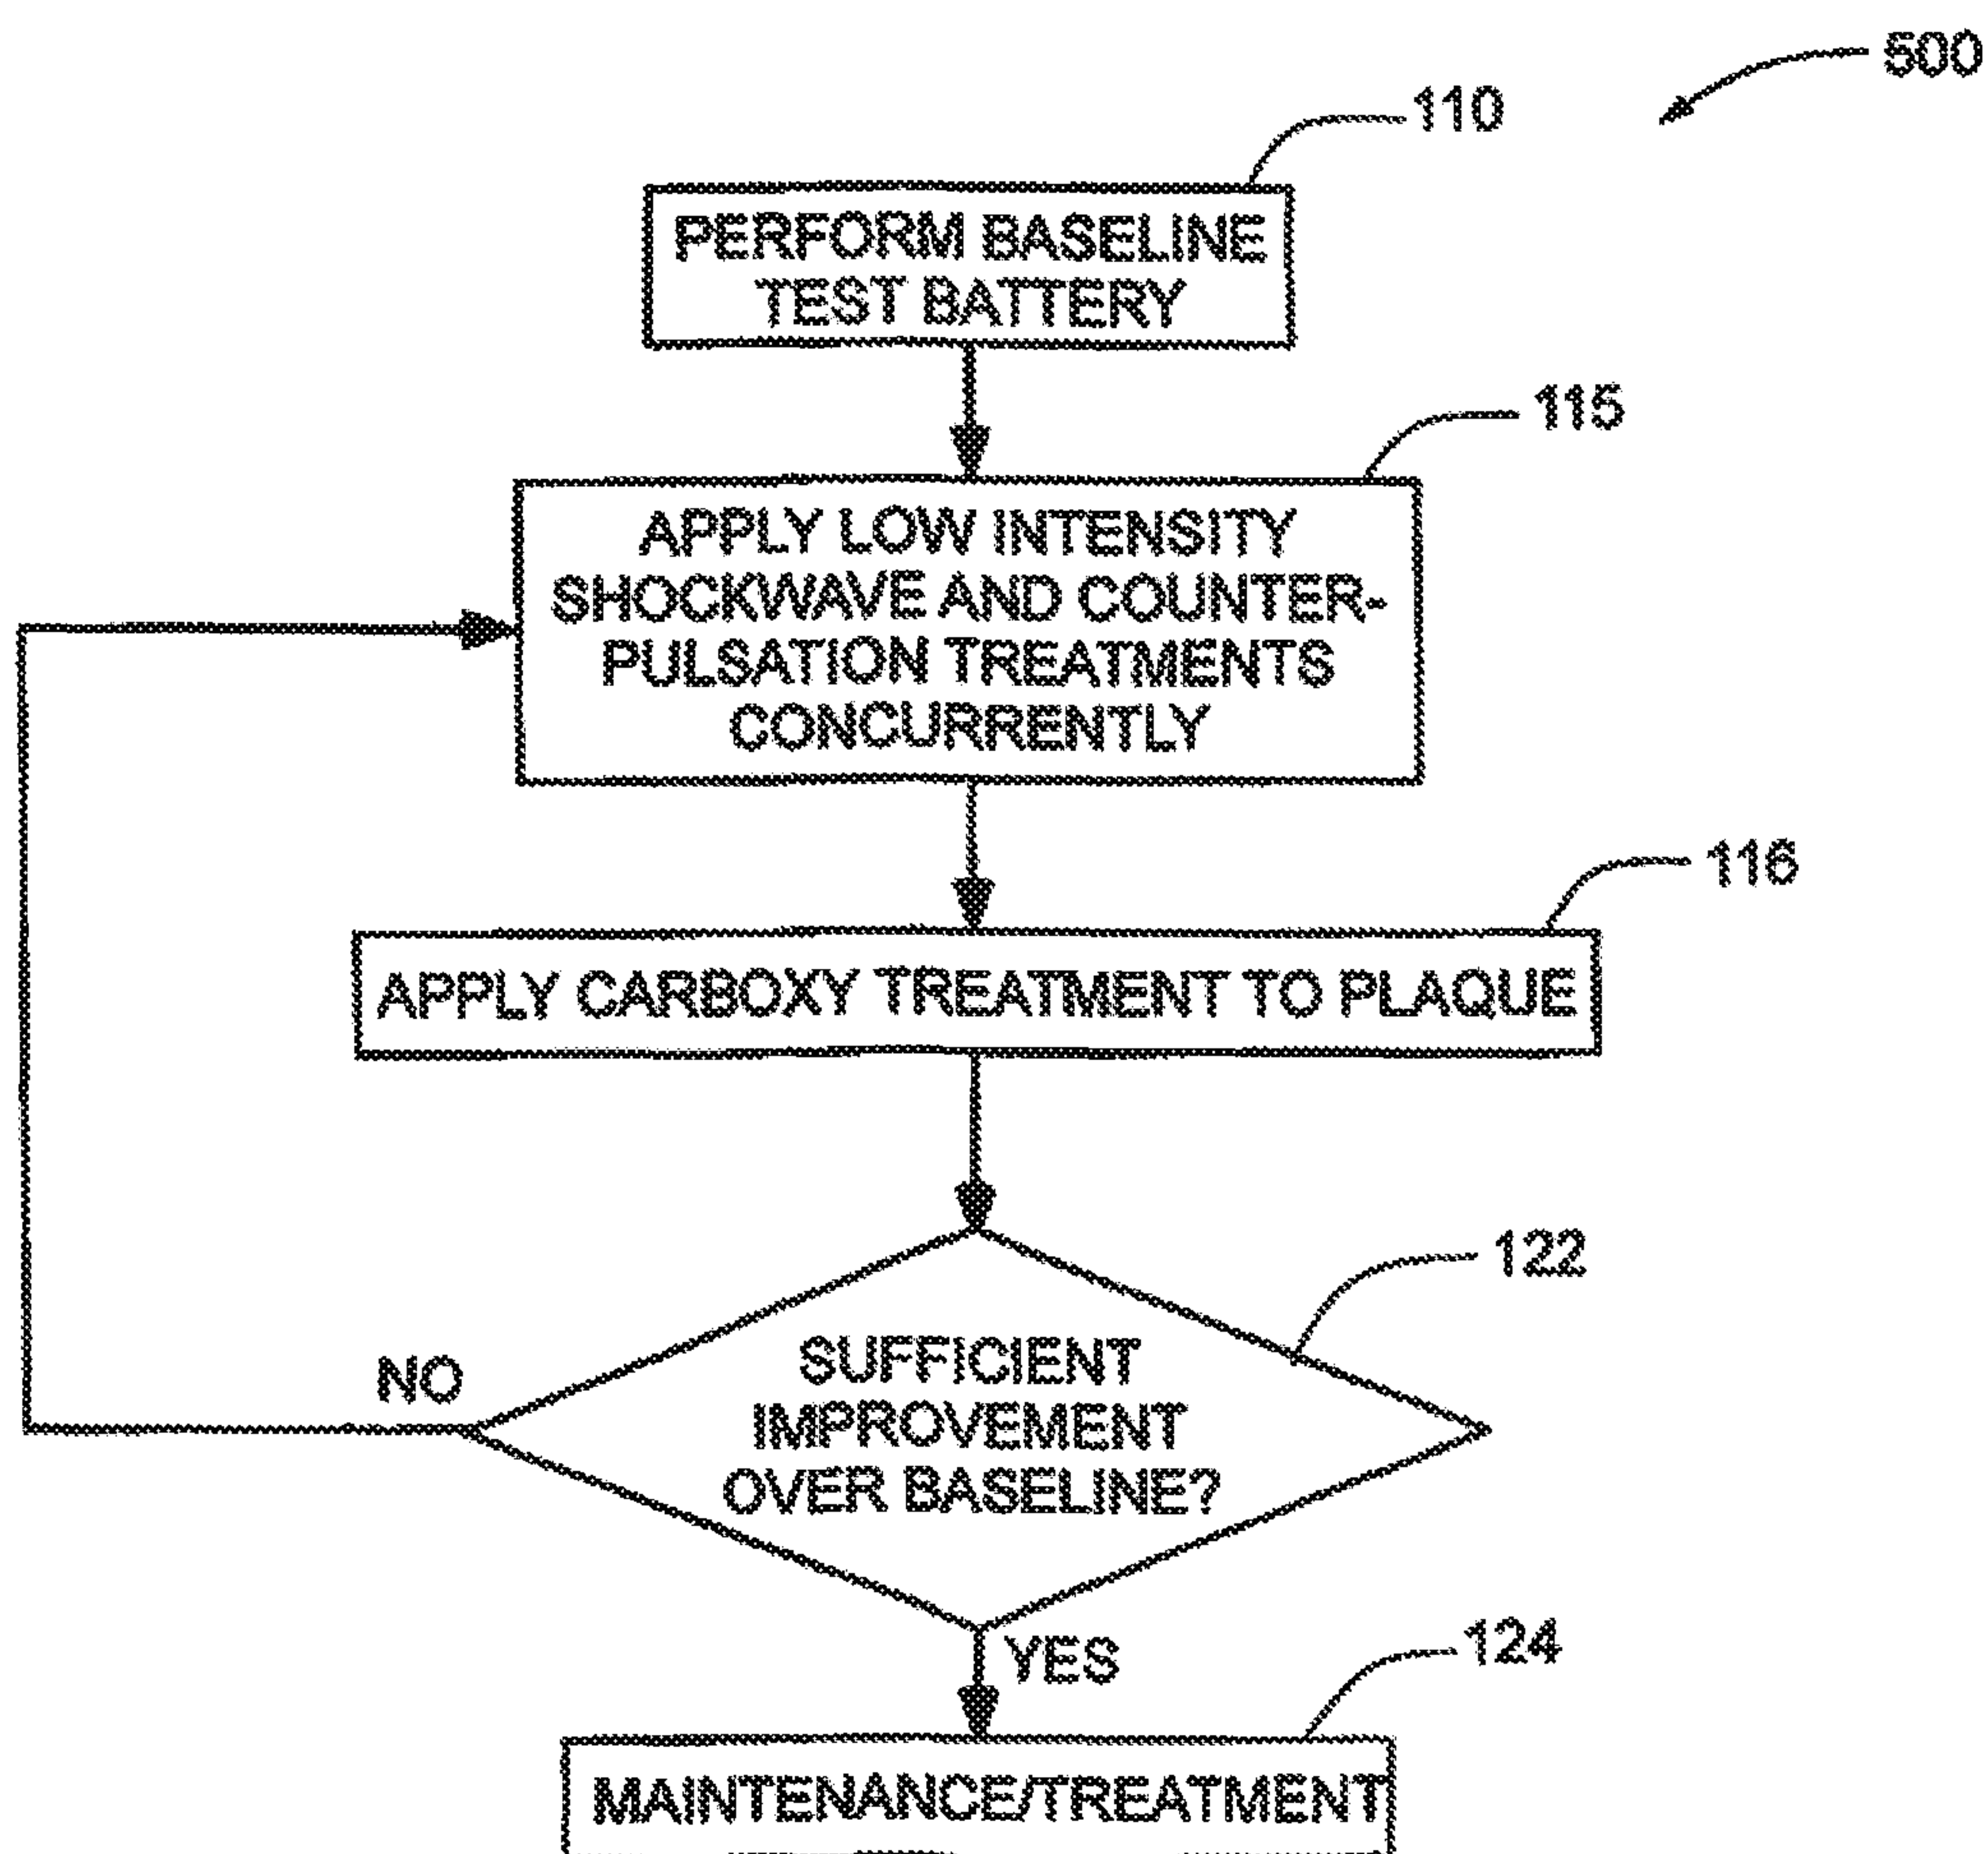 500
110
PERFORM BASELINE
TEST BATTERY
115
APPLY LOW INTENSITY
SHOCKWAVE AND COUNTER-
PULSATION TREATMENTS
CONCURRENTLY
116
APPLY CARBOXY TREATMENT TO PLAQUE
122
SUFFICIENT
IMPROVEMENT
OVER BASELINE?
NO
YES
124
MAINTENANCE/TREATMENT